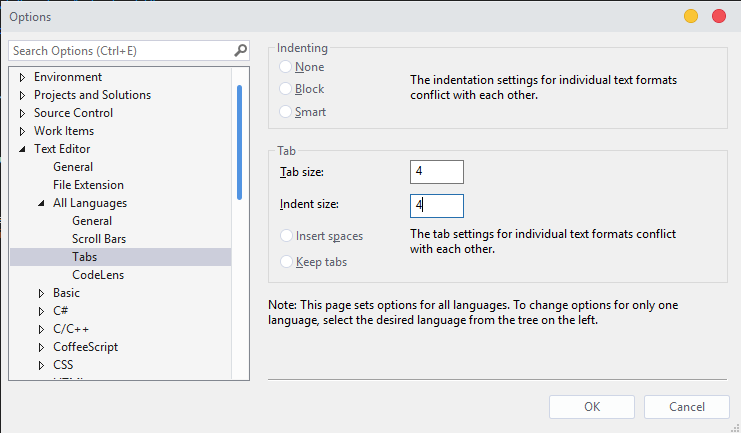 Options
Search Options (Ctrl+E)
Environment
Projects and Solutions
Source Control
Work Items
Text Editor
General
File Extension
All Languages
General
Scroll Bars
Tabs
CodeLens
Basic
C#
C/C++
CoffeeScript
CSS
Indenting
None
Block
Smart
The indentation settings for individual text formats
conflict with each other.
Tab
Tab size:
4
Indent size:
4
Insert spaces
Keep tabs
The tab settings for individual text formats conflict
with each other.
Note: This page sets options for all languages. To change options for only one
language, select the desired language from the tree on the left.
OK
Cancel